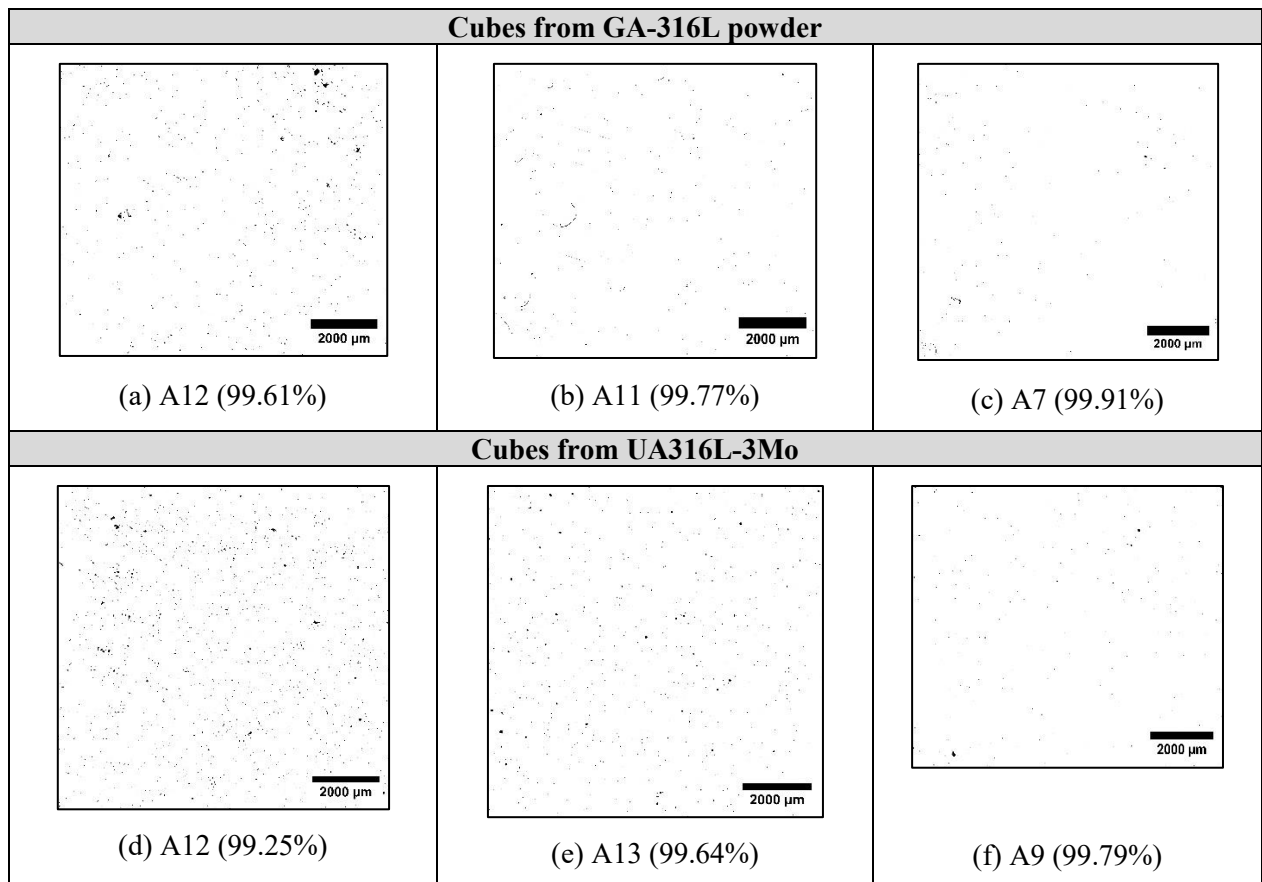 Cubes from GA-316L powder
2000 µm
2000 µm
2000 µm
(a) A12 (99.61%)
(b) A11 (99.77%)
(c) A7 (99.91%)
Cubes from UA316L-3Mo
2000 µm
2000 µm
2000 µm
(d) A12 (99.25%)
(e) A13 (99.64%)
(f) A9 (99.79%)